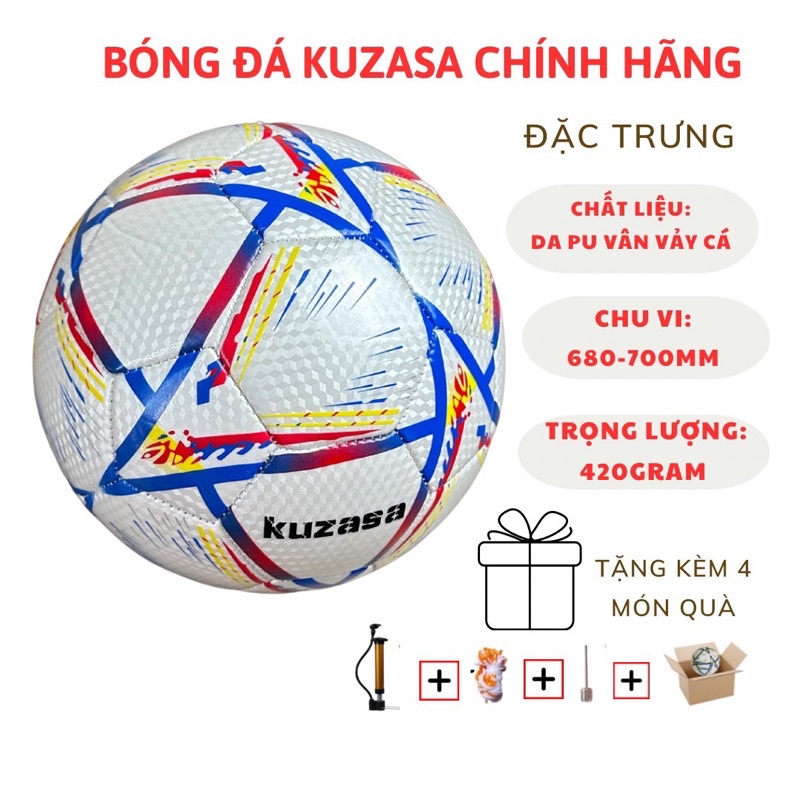 BÓNG ĐÁ KUZASA CHÍNH HÃNG
ĐẶC TRƯNG
CHẤT LIỆU:
DA PU VÂN VẢY CÁ
CHU VI:
680-700MM
TRỌNG LƯỢNG:
420GRAM
kuzasa
TẶNG KÈM 4
MÓN QUÀ